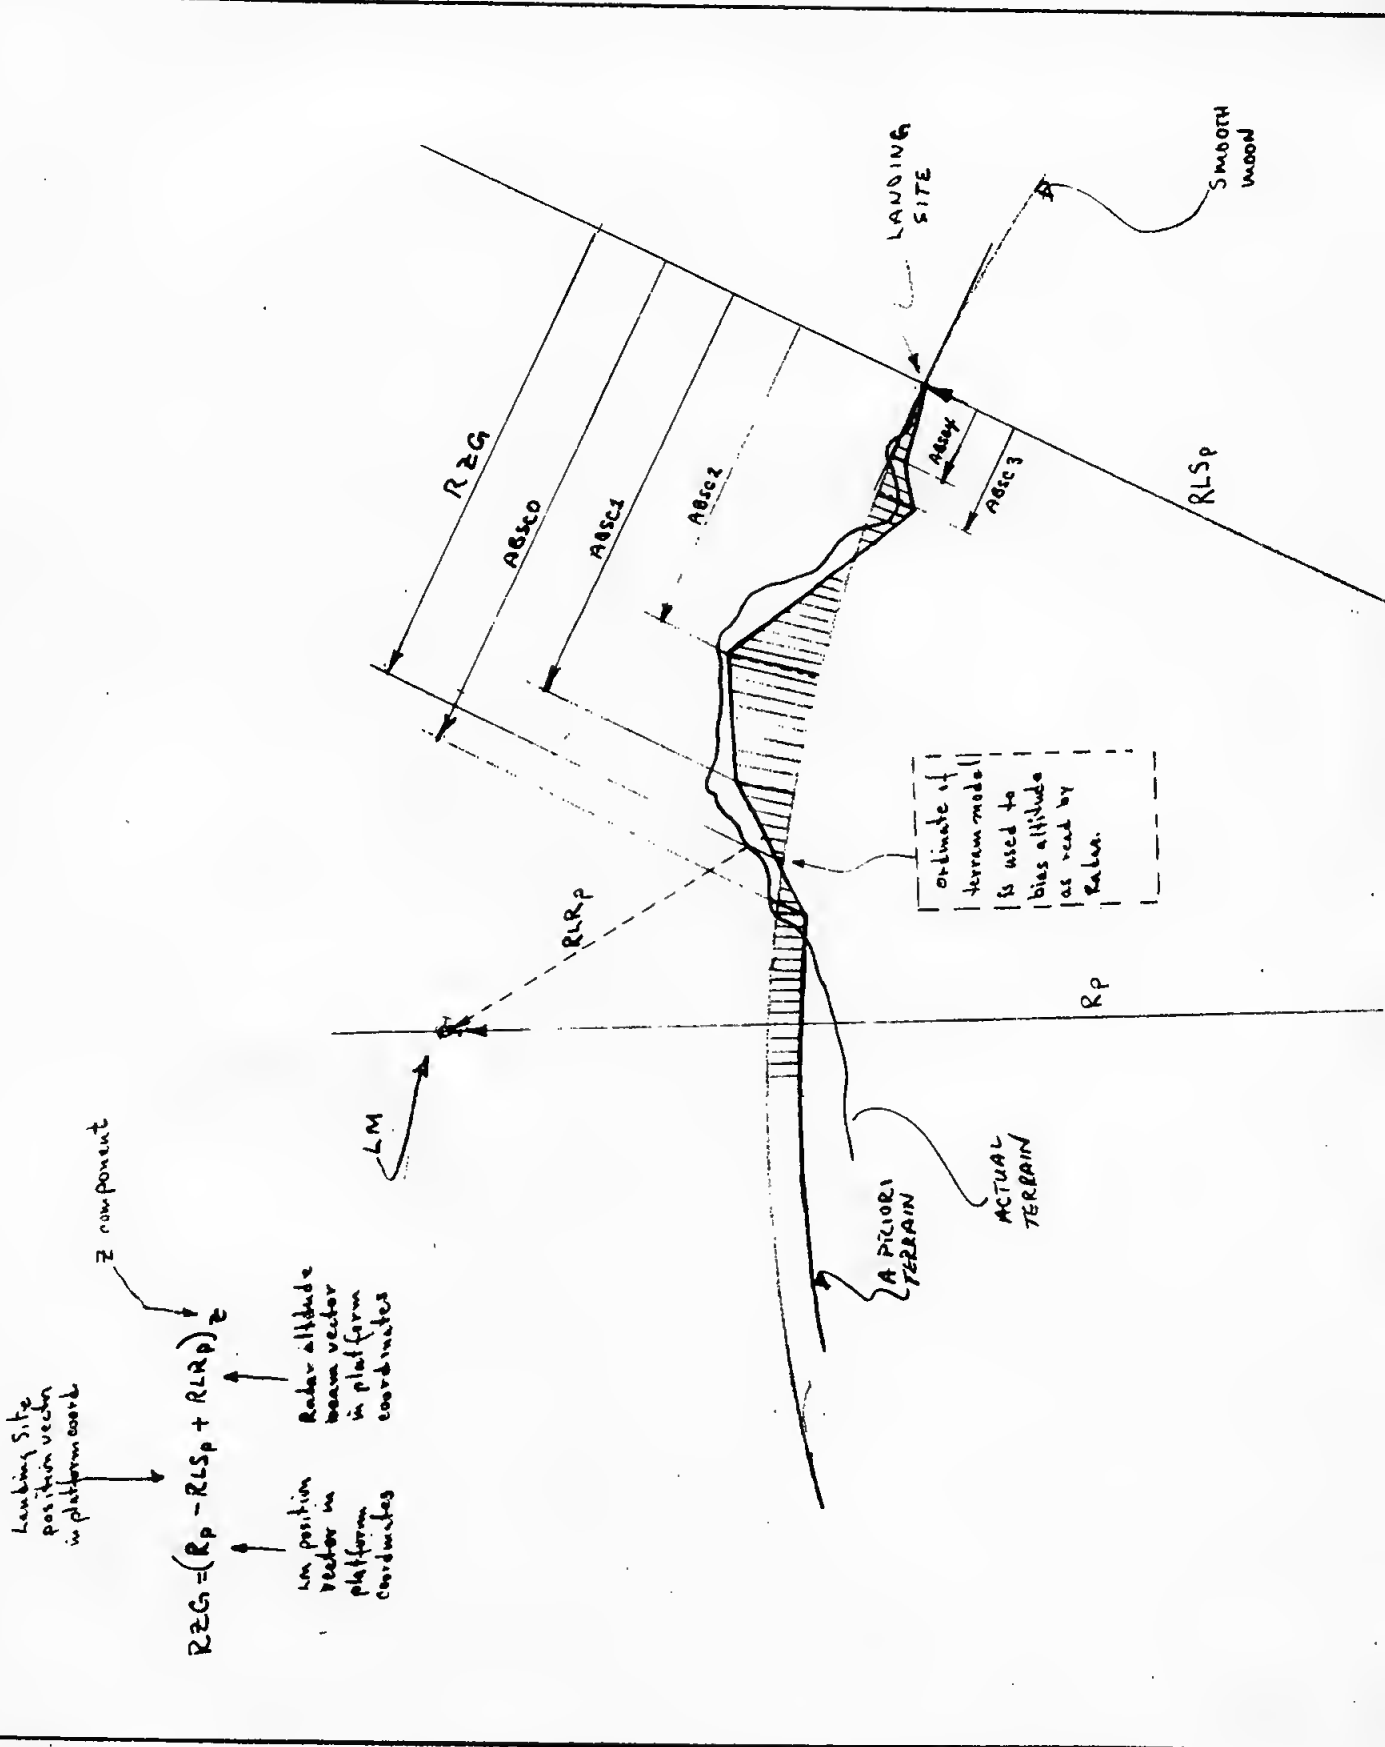 Landing Site
position vector
in platform coord
Z component
RZG = (Rp - RLSp + RLRp)z
LM position
vector in
platform
coordinates
Radar altitude
beam vector
in platform
coordinates
LM
RLRp
RZG
ABSC0
ABSC1
ABSC2
ABSC4
ABSC3
LANDING
SITE
SMOOTH
MOON
RLSp
Rp
ordinate of
terrain model
is used to
bias altitude
as read by
Radar.
A PRIORI
TERRAIN
ACTUAL
TERRAIN